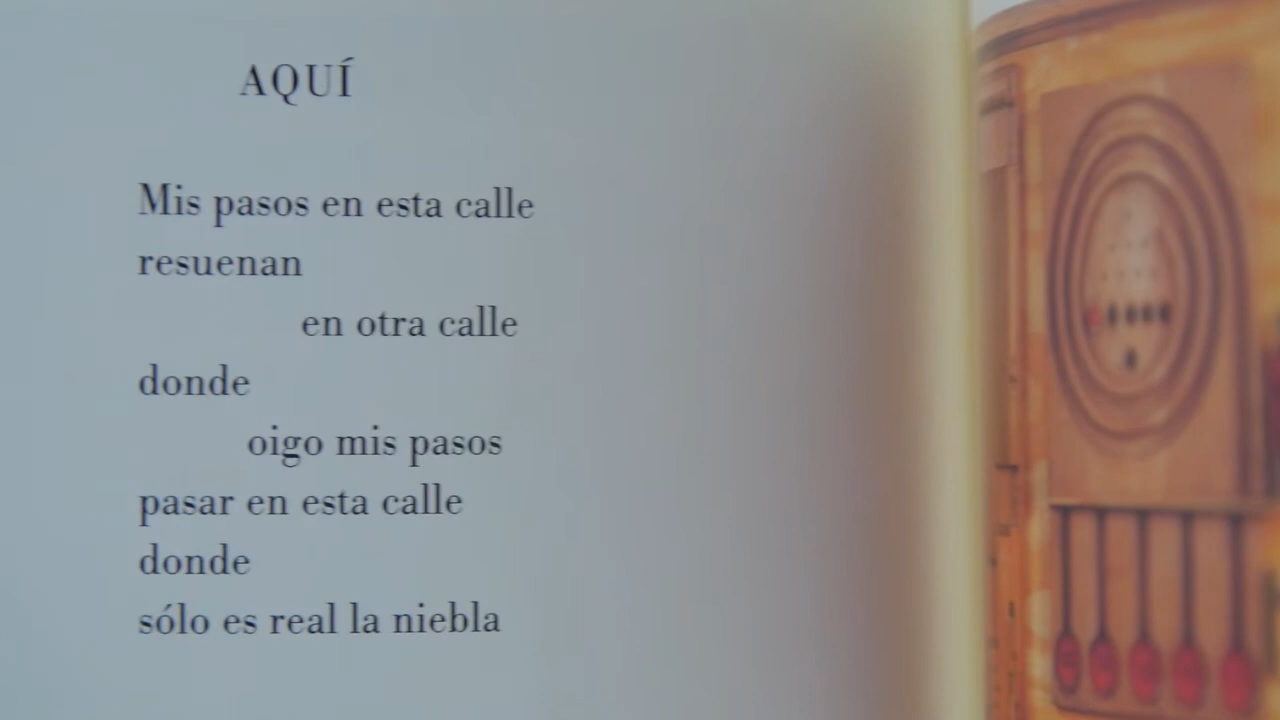 AQUÍ
Mis pasos en esta calle
resuenan
en otra calle
donde
oigo mis pasos
pasar en esta calle
donde
sólo es real la niebla